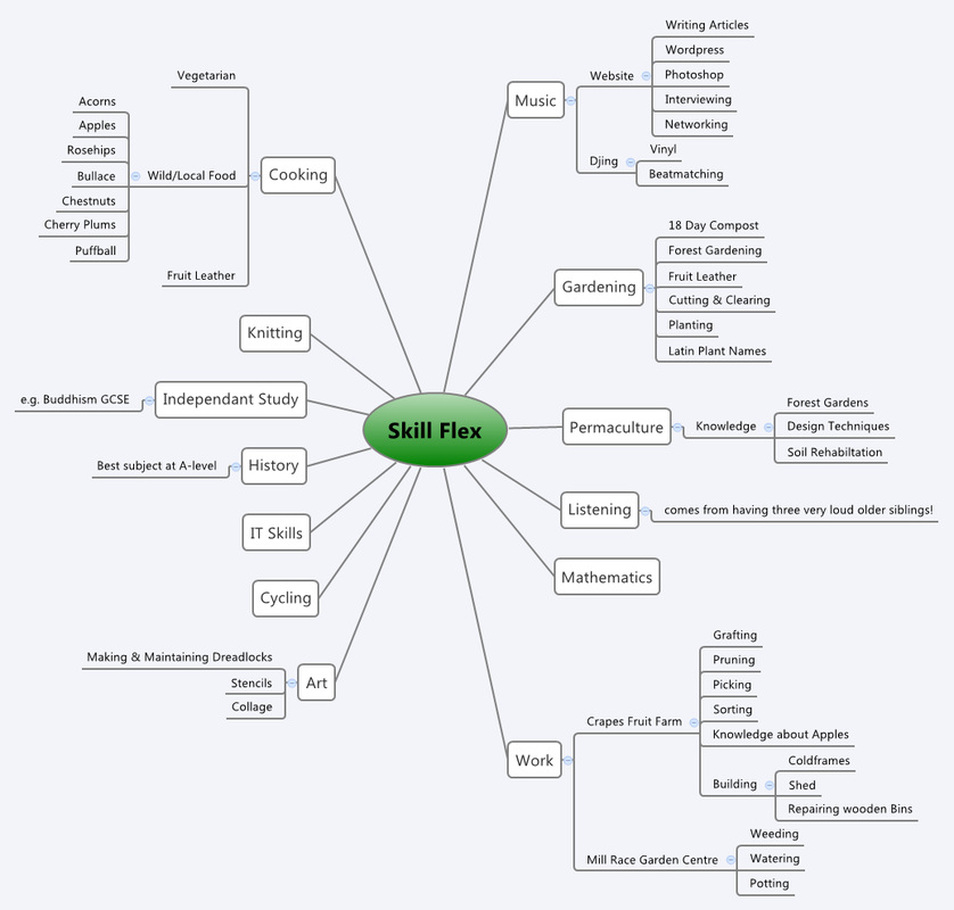 Skill Flex
Music
Website
Writing Articles
Wordpress
Photoshop
Interviewing
Networking
Djing
Vinyl
Beatmatching
Gardening
18 Day Compost
Forest Gardening
Fruit Leather
Cutting & Clearing
Planting
Latin Plant Names
Permaculture
Knowledge
Forest Gardens
Design Techniques
Soil Rehabiltation
Listening
comes from having three very loud older siblings!
Mathematics
Work
Crapes Fruit Farm
Grafting
Pruning
Picking
Sorting
Knowledge about Apples
Building
Coldframes
Shed
Repairing wooden Bins
Mill Race Garden Centre
Weeding
Watering
Potting
Cooking
Vegetarian
Wild/Local Food
Acorns
Apples
Rosehips
Bullace
Chestnuts
Cherry Plums
Puffball
Fruit Leather
Knitting
Independant Study
e.g. Buddhism GCSE
History
Best subject at A-level
IT Skills
Cycling
Art
Making & Maintaining Dreadlocks
Stencils
Collage